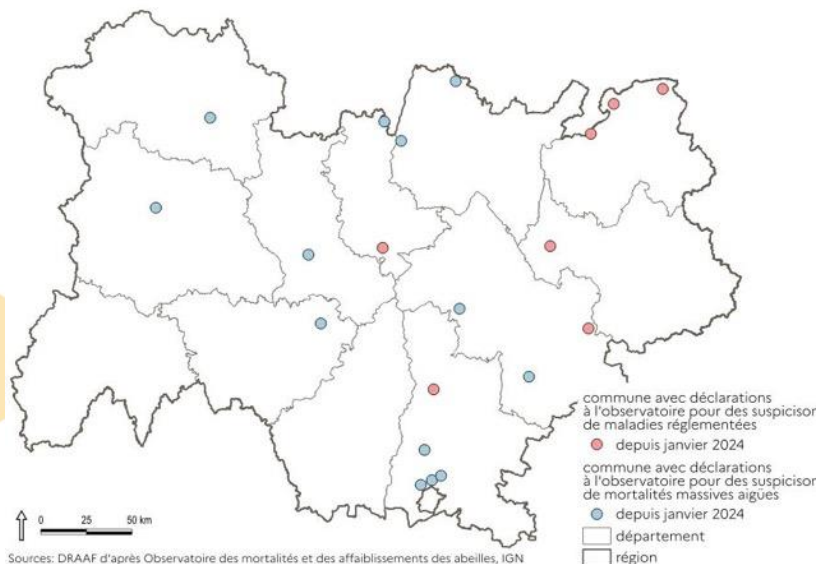 commune avec déclarations
à l'observatoire pour des suspicison
de maladies réglementées
depuis janvier 2024
commune avec déclarations
à l'observatoire pour des suspicison
de mortalités massives aigües
depuis janvier 2024
département
région
0 25 50 km
Sources: DRAAF d'après Observatoire des mortalités et des affaiblissements des abeilles, IGN